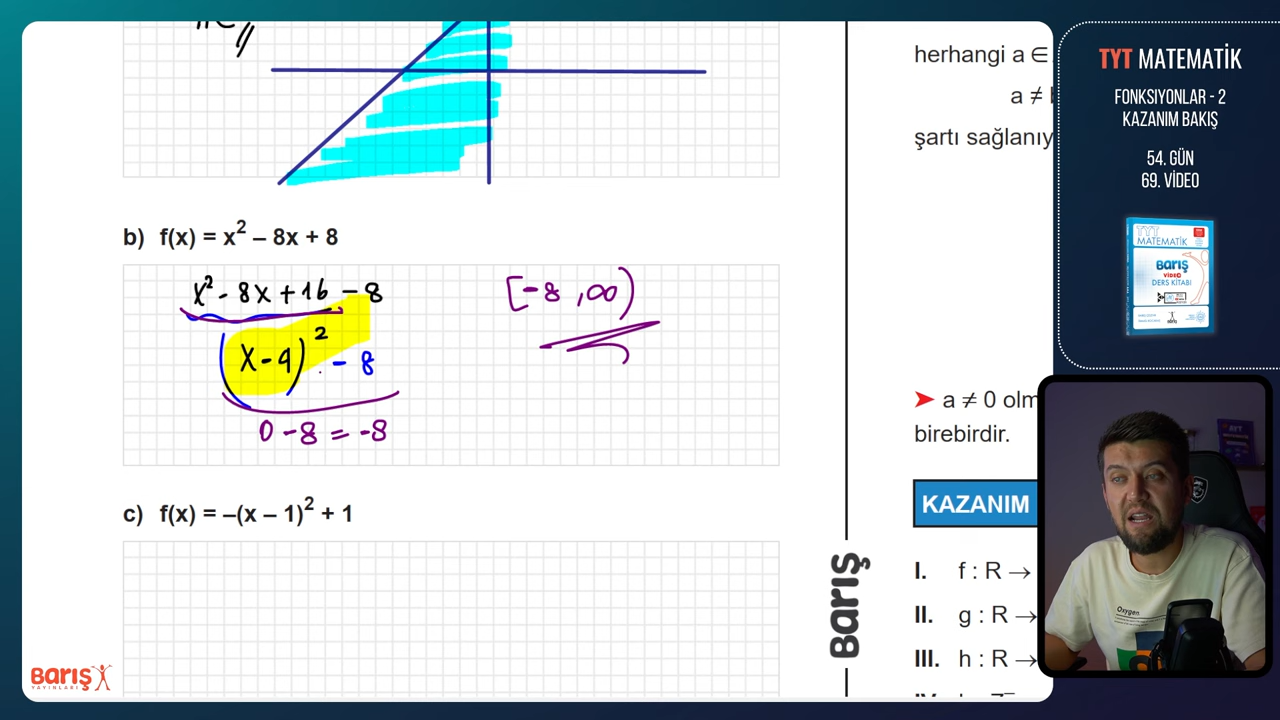 b) f(x) = x² – 8x + 8
x² - 8x + 16 - 8
(x - 4)² - 8
0 - 8 = -8
[-8 , ∞)
c) f(x) = –(x – 1)² + 1
BARIŞ
YAYINLARI
Barış
herhangi a ∈
a ≠
şartı sağlanıy
➤ a ≠ 0 olm
birebirdir.
KAZANIM
I. f : R →
II. g : R →
III. h : R →
TYT MATEMATİK
FONKSIYONLAR - 2
KAZANIM BAKIŞ
54. GÜN
69. VİDEO
TYT
MATEMATİK
Barış
VİDEO
DERS KİTABI
Oxygen